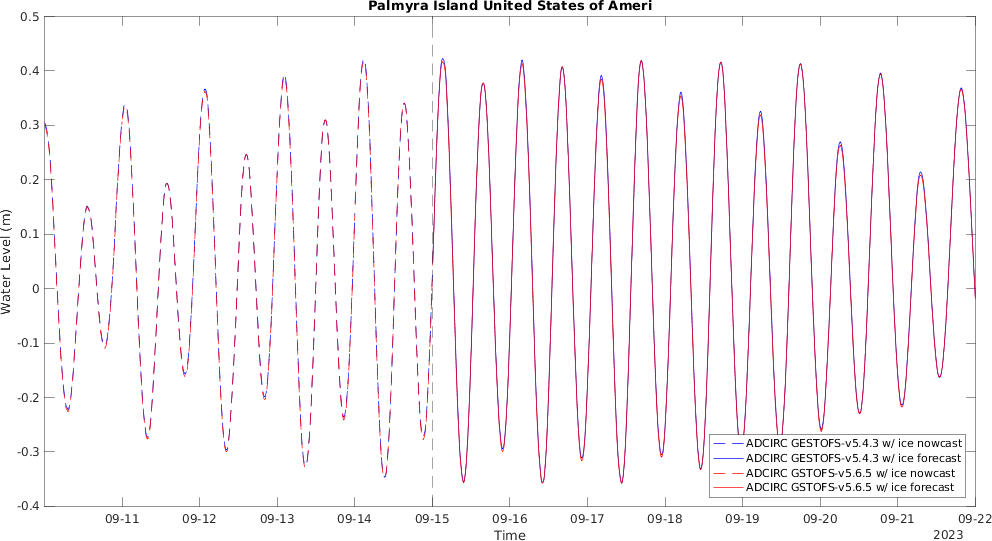 Palmyra Island United States of Ameri
0.5
0.4
0.3
0.2
0.1
0
-0.1
-0.2
-0.3
-0.4
Water Level (m)
ADCIRC GESTOFS-v5.4.3 w/ ice nowcast
ADCIRC GESTOFS-v5.4.3 w/ ice forecast
ADCIRC GSTOFS-v5.6.5 w/ ice nowcast
ADCIRC GSTOFS-v5.6.5 w/ ice forecast
09-11 09-12 09-13 09-14 09-15 09-16 09-17 09-18 09-19 09-20 09-21 09-22
Time
2023